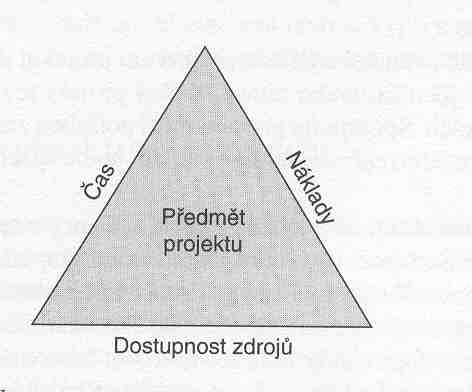 Čas
Náklady
Předmět
projektu
Dostupnost zdrojů